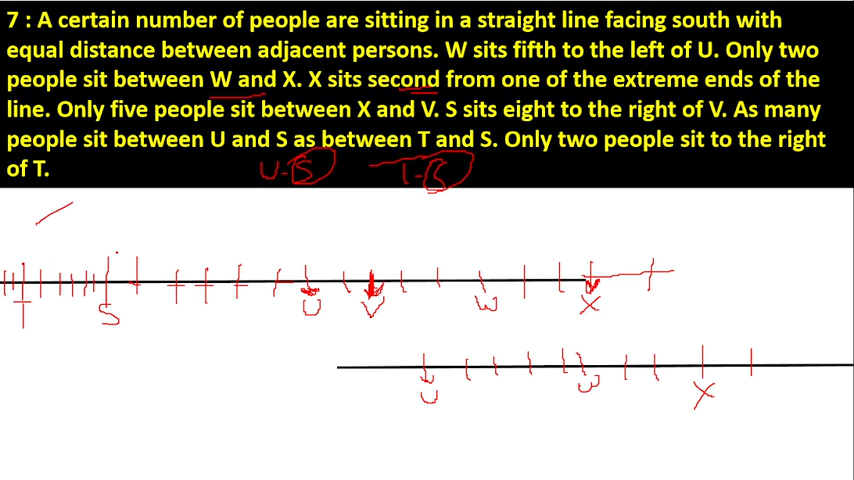 7 : A certain number of people are sitting in a straight line facing south with
equal distance between adjacent persons. W sits fifth to the left of U. Only two
people sit between W and X. X sits second from one of the extreme ends of the
line. Only five people sit between X and V. S sits eight to the right of V. As many
people sit between U and S as between T and S. Only two people sit to the right
of T.
U-S T-S
T S U V W X
U W X